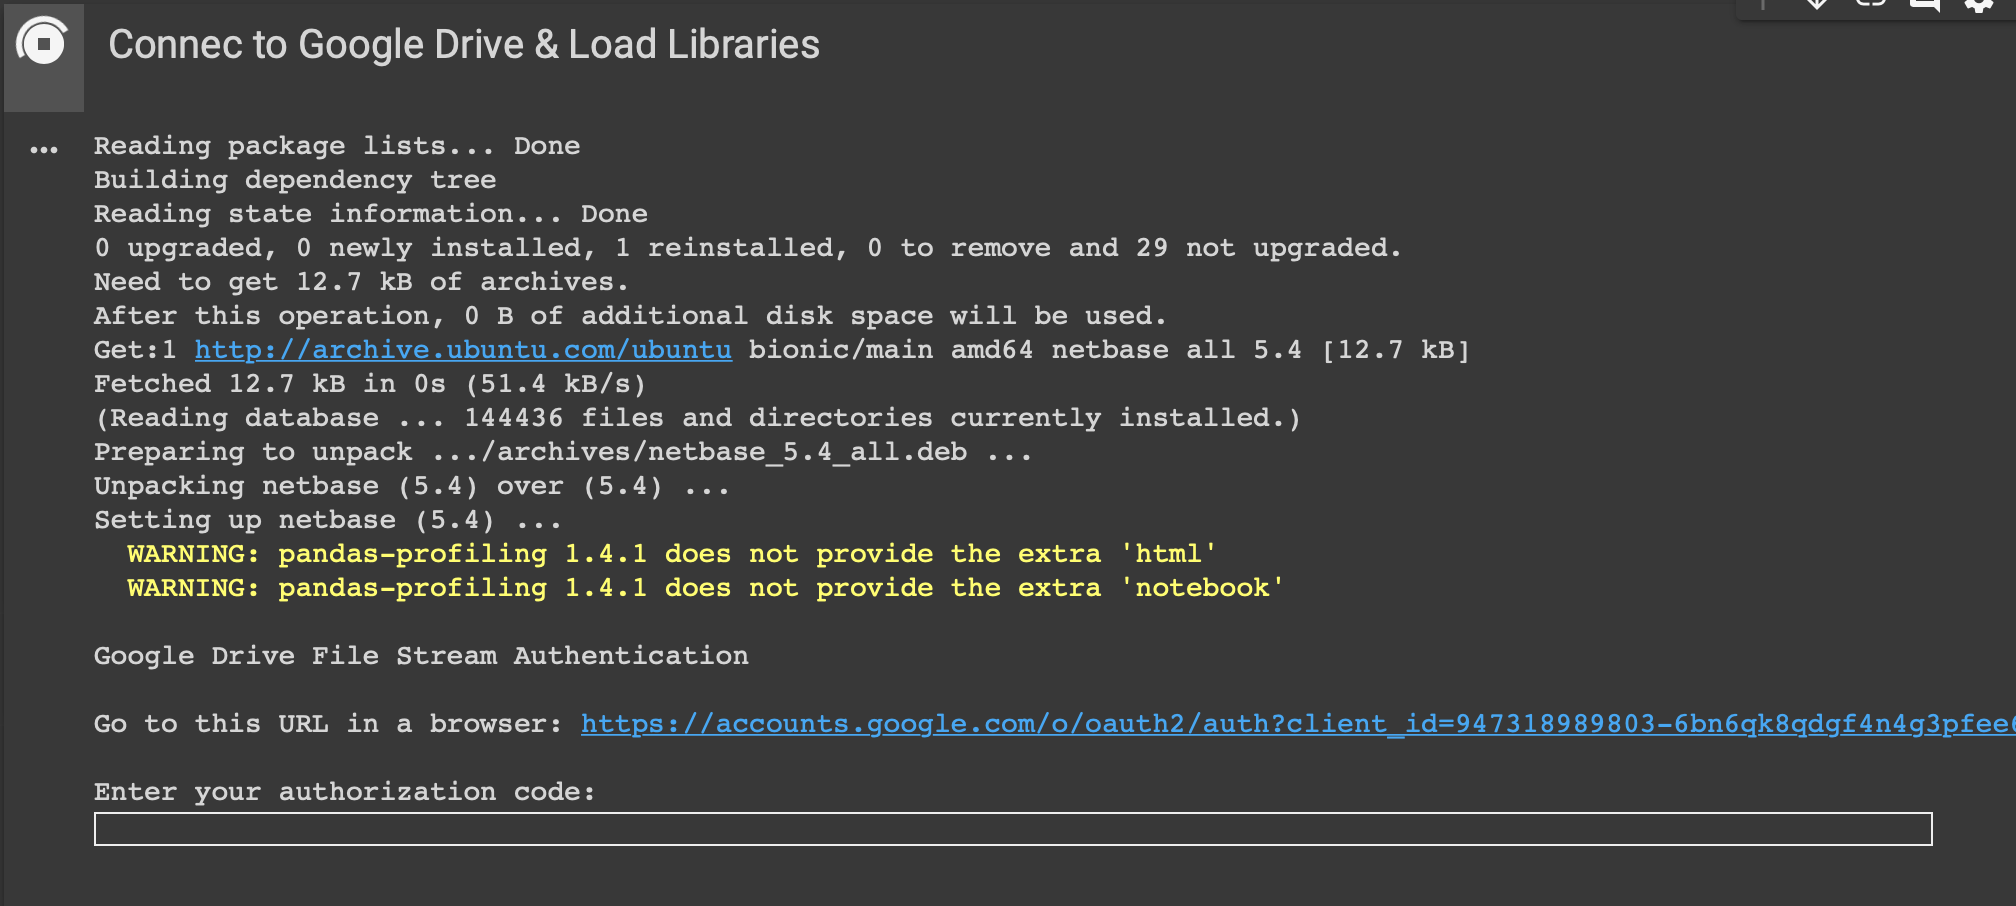 Connec to Google Drive & Load Libraries
Reading package lists... Done
Building dependency tree
Reading state information... Done
0 upgraded, 0 newly installed, 1 reinstalled, 0 to remove and 29 not upgraded.
Need to get 12.7 kB of archives.
After this operation, 0 B of additional disk space will be used.
Get:1 http://archive.ubuntu.com/ubuntu bionic/main amd64 netbase all 5.4 [12.7 kB]
Fetched 12.7 kB in 0s (51.4 kB/s)
(Reading database ... 144436 files and directories currently installed.)
Preparing to unpack .../archives/netbase_5.4_all.deb ...
Unpacking netbase (5.4) over (5.4) ...
Setting up netbase (5.4) ...
WARNING: pandas-profiling 1.4.1 does not provide the extra 'html'
WARNING: pandas-profiling 1.4.1 does not provide the extra 'notebook'
Google Drive File Stream Authentication
Go to this URL in a browser: https://accounts.google.com/o/oauth2/auth?client_id=947318989803-6bn6qk8qdgf4n4g3pfee6
Enter your authorization code: